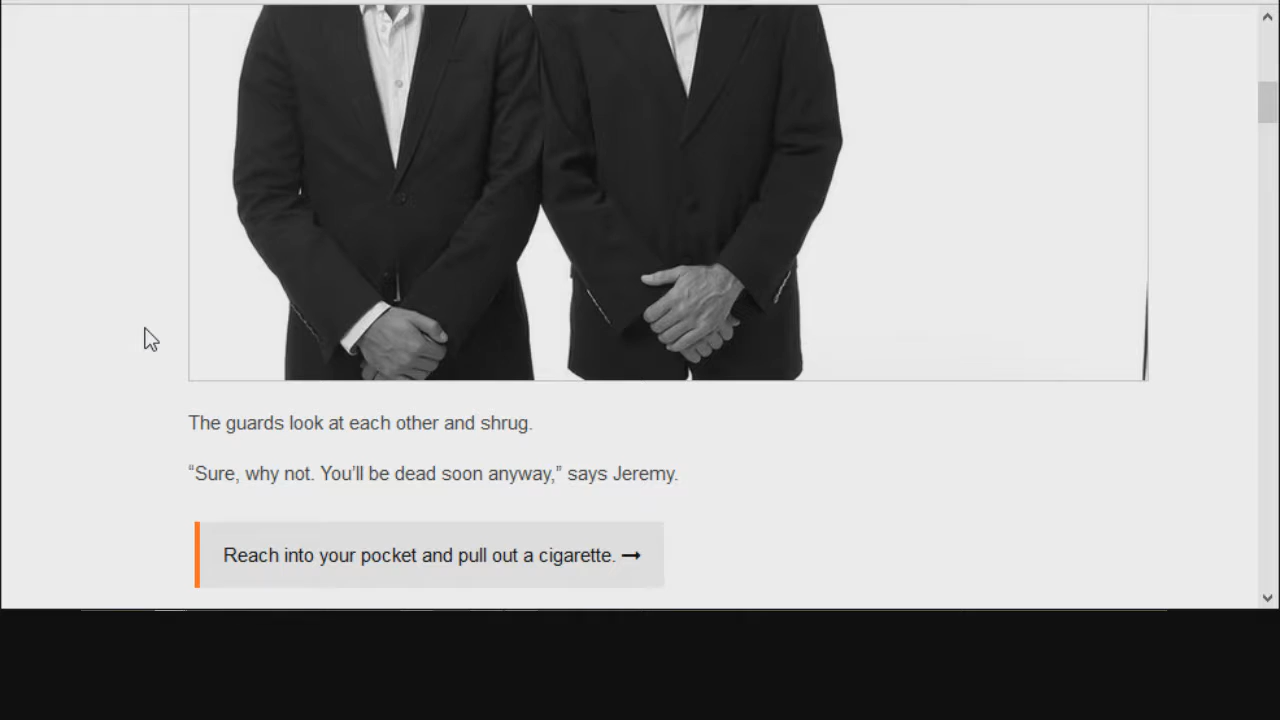 The guards look at each other and shrug.
“Sure, why not. You’ll be dead soon anyway,” says Jeremy.
Reach into your pocket and pull out a cigarette. →